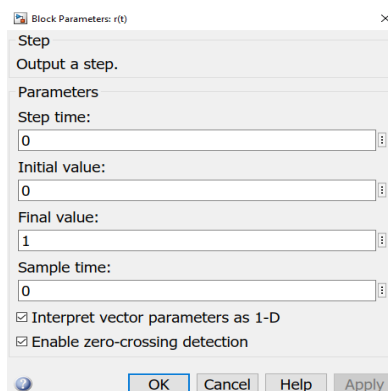 Block Parameters: r(t)
Step
Output a step.
Parameters
Step time:
0
Initial value:
0
Final value:
1
Sample time:
0
Interpret vector parameters as 1-D
Enable zero-crossing detection
OK Cancel Help Apply